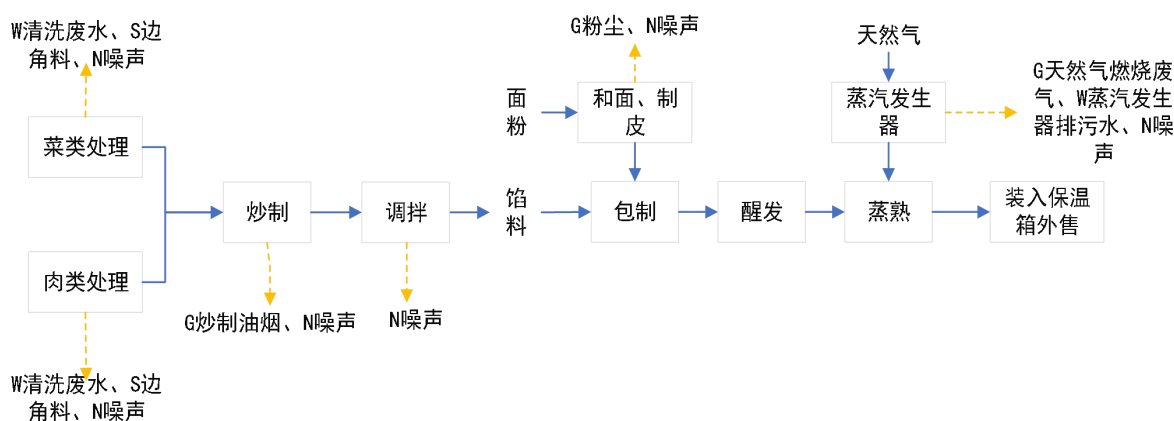 W清洗废水、S边
角料、N噪声
菜类处理
肉类处理
W清洗废水、S边
角料、N噪声
炒制
G炒制油烟、N噪声
调拌
N噪声
馅
料
面
粉
G粉尘、N噪声
和面、制
皮
包制
醒发
天然气
蒸汽发生
器
G天然气燃烧废
气、W蒸汽发生
器排污水、N噪
声
蒸熟
装入保温
箱外售